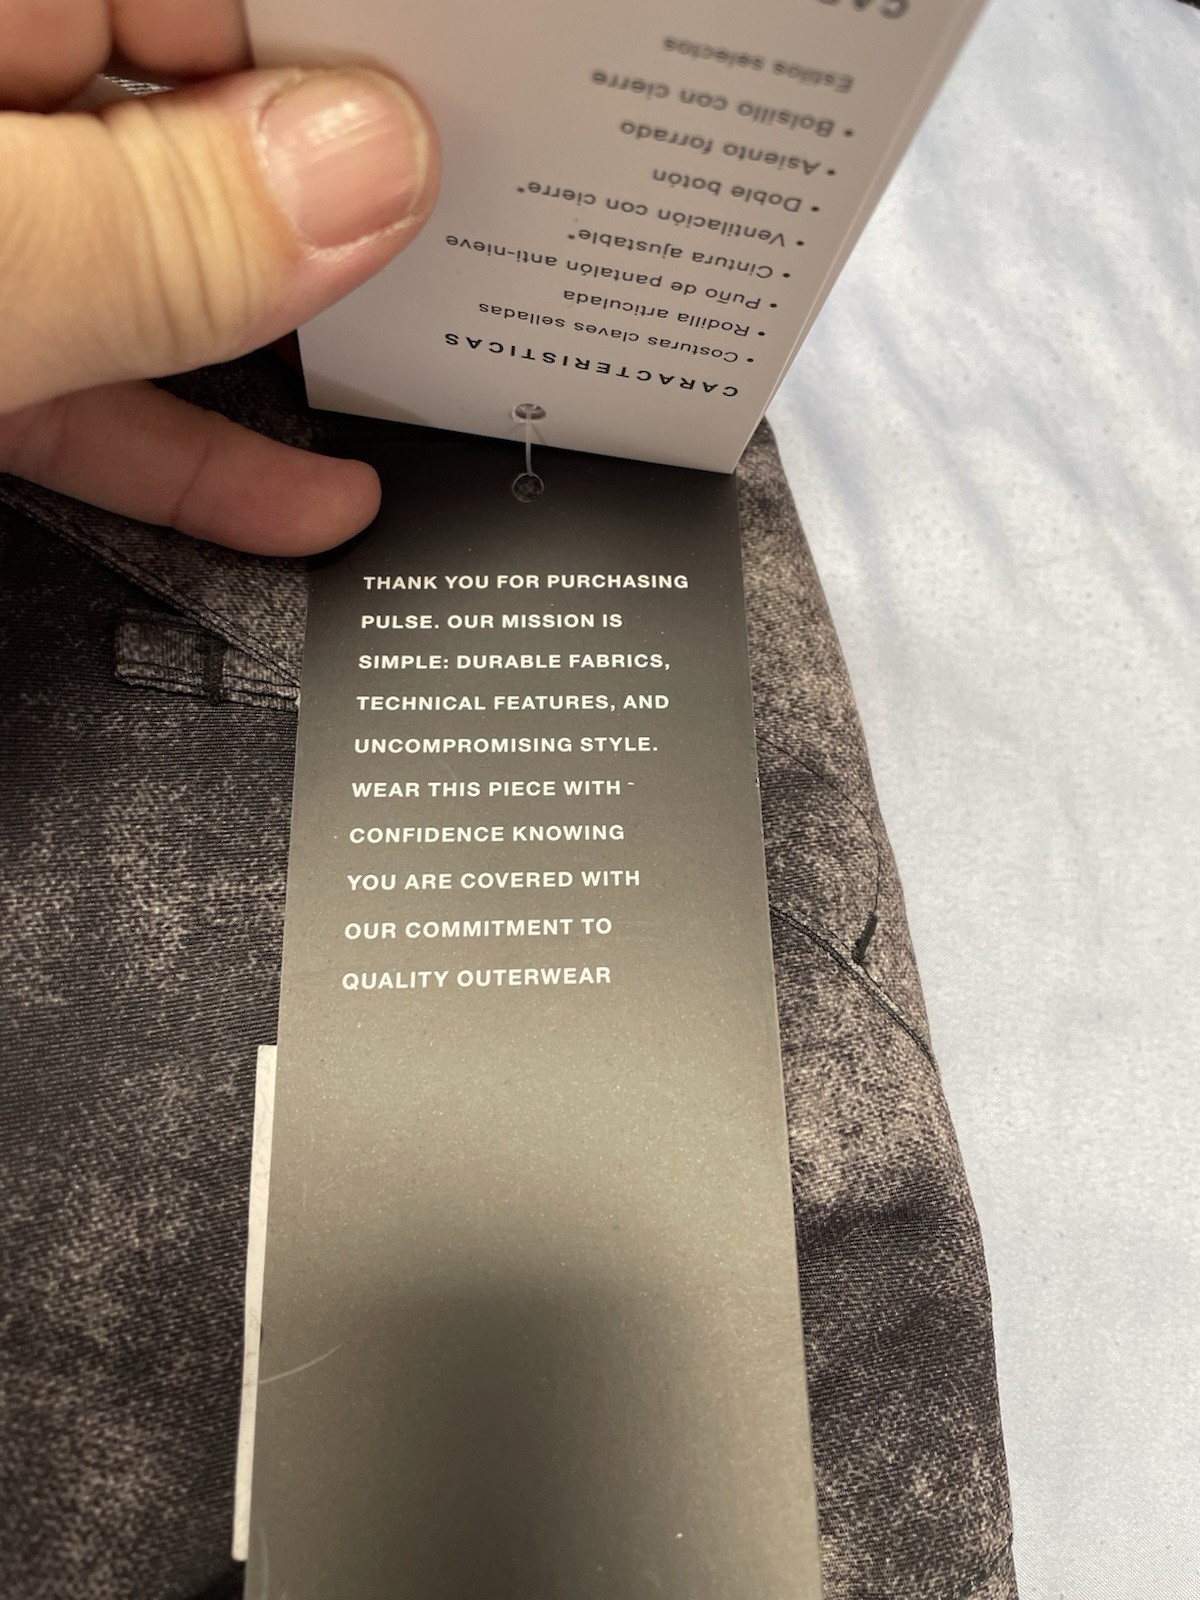 CARACTERISTICAS
• Costuras claves selladas
• Rodilla articulada
• Puño de pantalón anti-nieve
• Cintura ajustable*
• Ventilación con cierre*
• Doble botón
• Asiento forrado
• Bolsillo con cierre
Estilos selectos
THANK YOU FOR PURCHASING
PULSE. OUR MISSION IS
SIMPLE: DURABLE FABRICS,
TECHNICAL FEATURES, AND
UNCOMPROMISING STYLE.
WEAR THIS PIECE WITH
CONFIDENCE KNOWING
YOU ARE COVERED WITH
OUR COMMITMENT TO
QUALITY OUTERWEAR